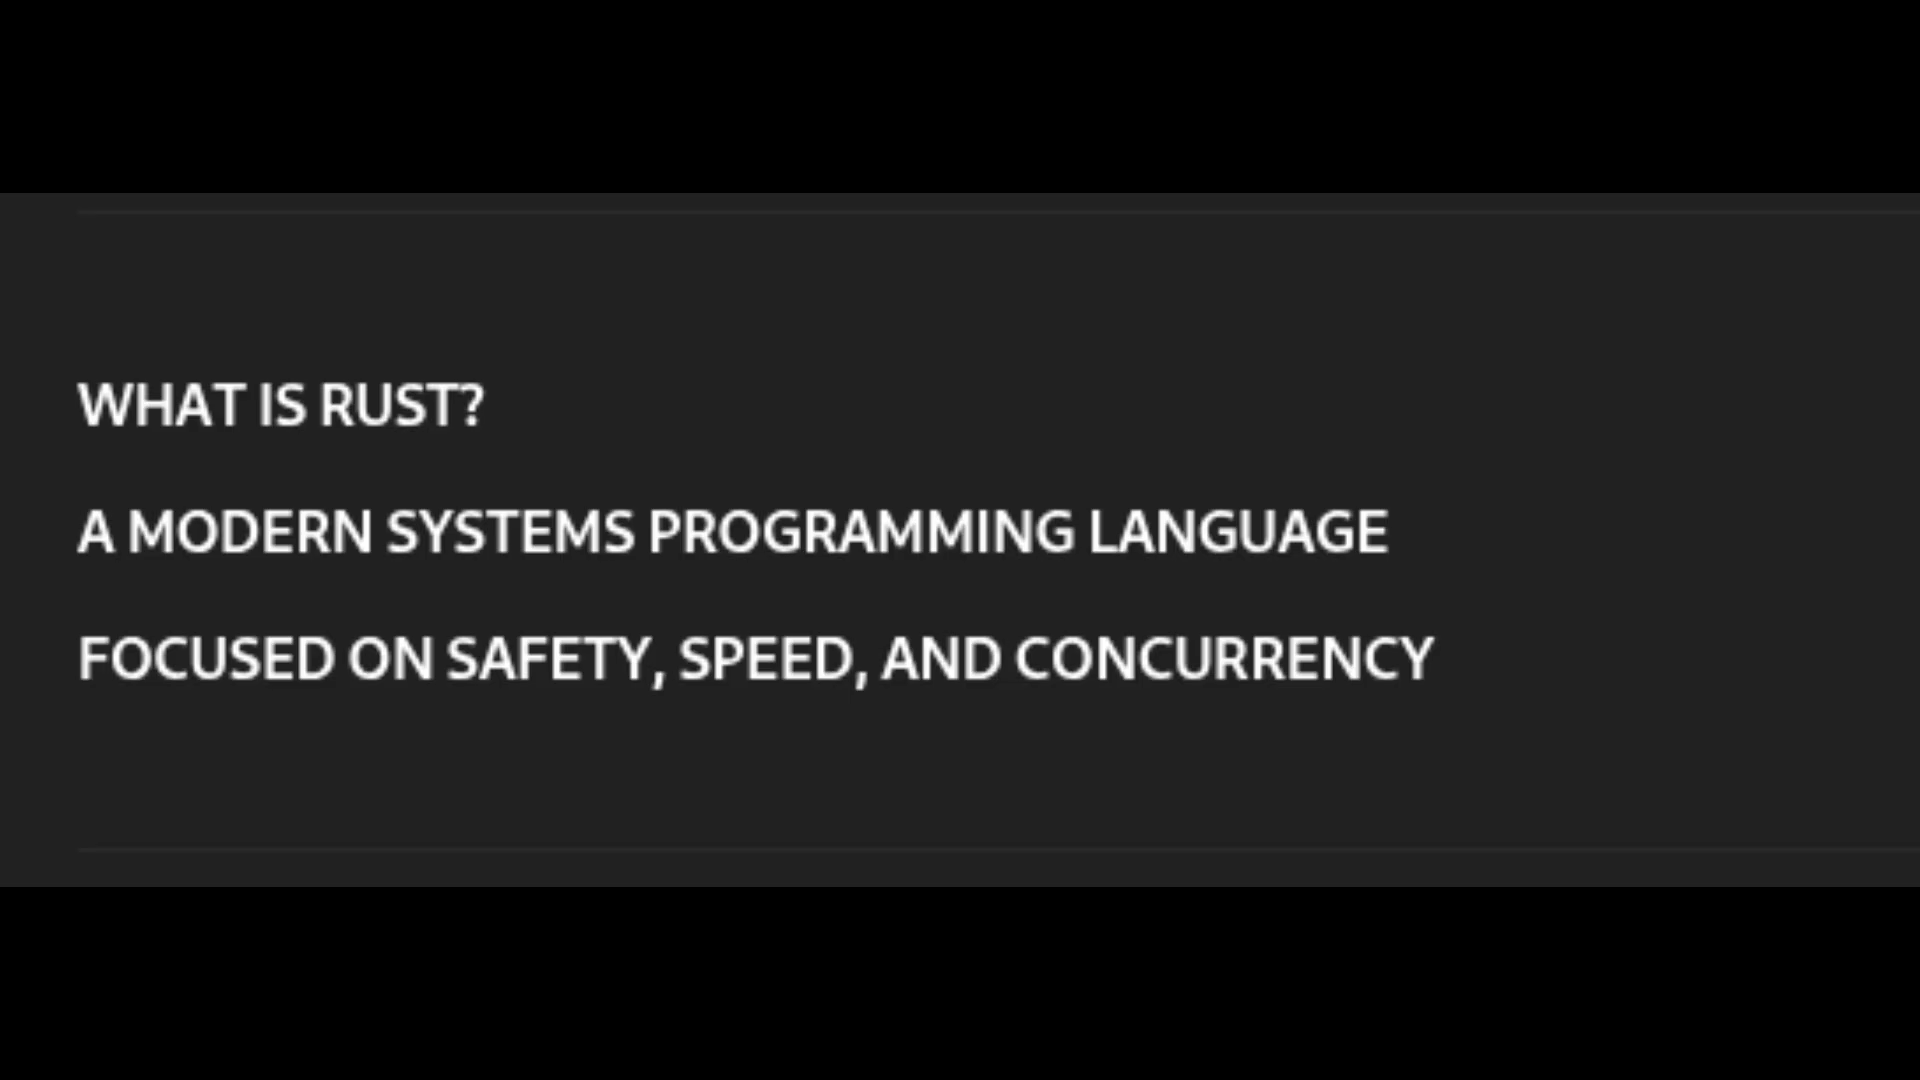 WHAT IS RUST?
A MODERN SYSTEMS PROGRAMMING LANGUAGE
FOCUSED ON SAFETY, SPEED, AND CONCURRENCY